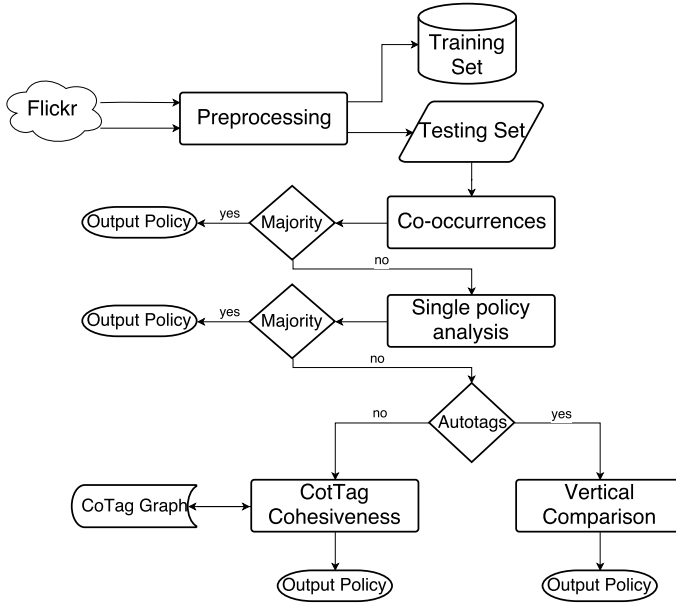 Training
Set
Flickr
Preprocessing
Testing Set
Output Policy
yes
Majority
Co-occurrences
no
Output Policy
yes
Majority
Single policy
analysis
no
no
Autotags
yes
CoTag Graph
CotTag
Cohesiveness
Vertical
Comparison
Output Policy
Output Policy